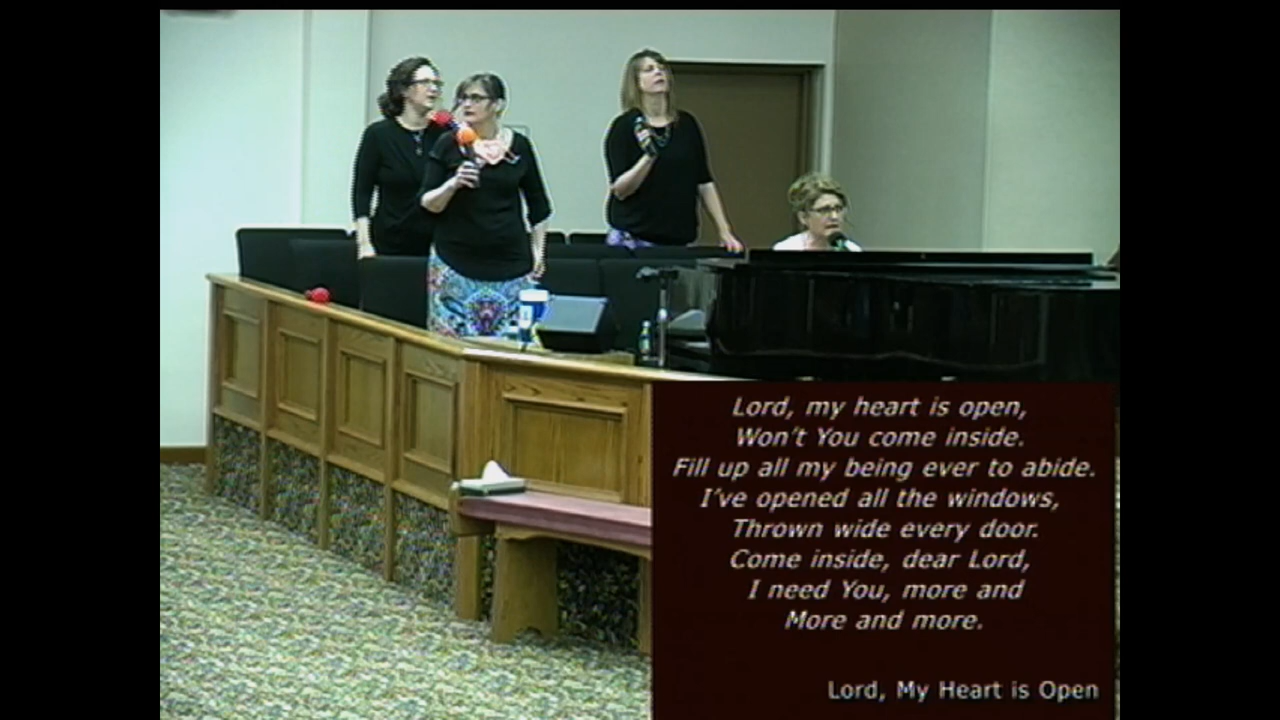 Lord, my heart is open,
Won't You come inside.
Fill up all my being ever to abide.
I've opened all the windows,
Thrown wide every door.
Come inside, dear Lord,
I need You, more and
More and more.
Lord, My Heart is Open